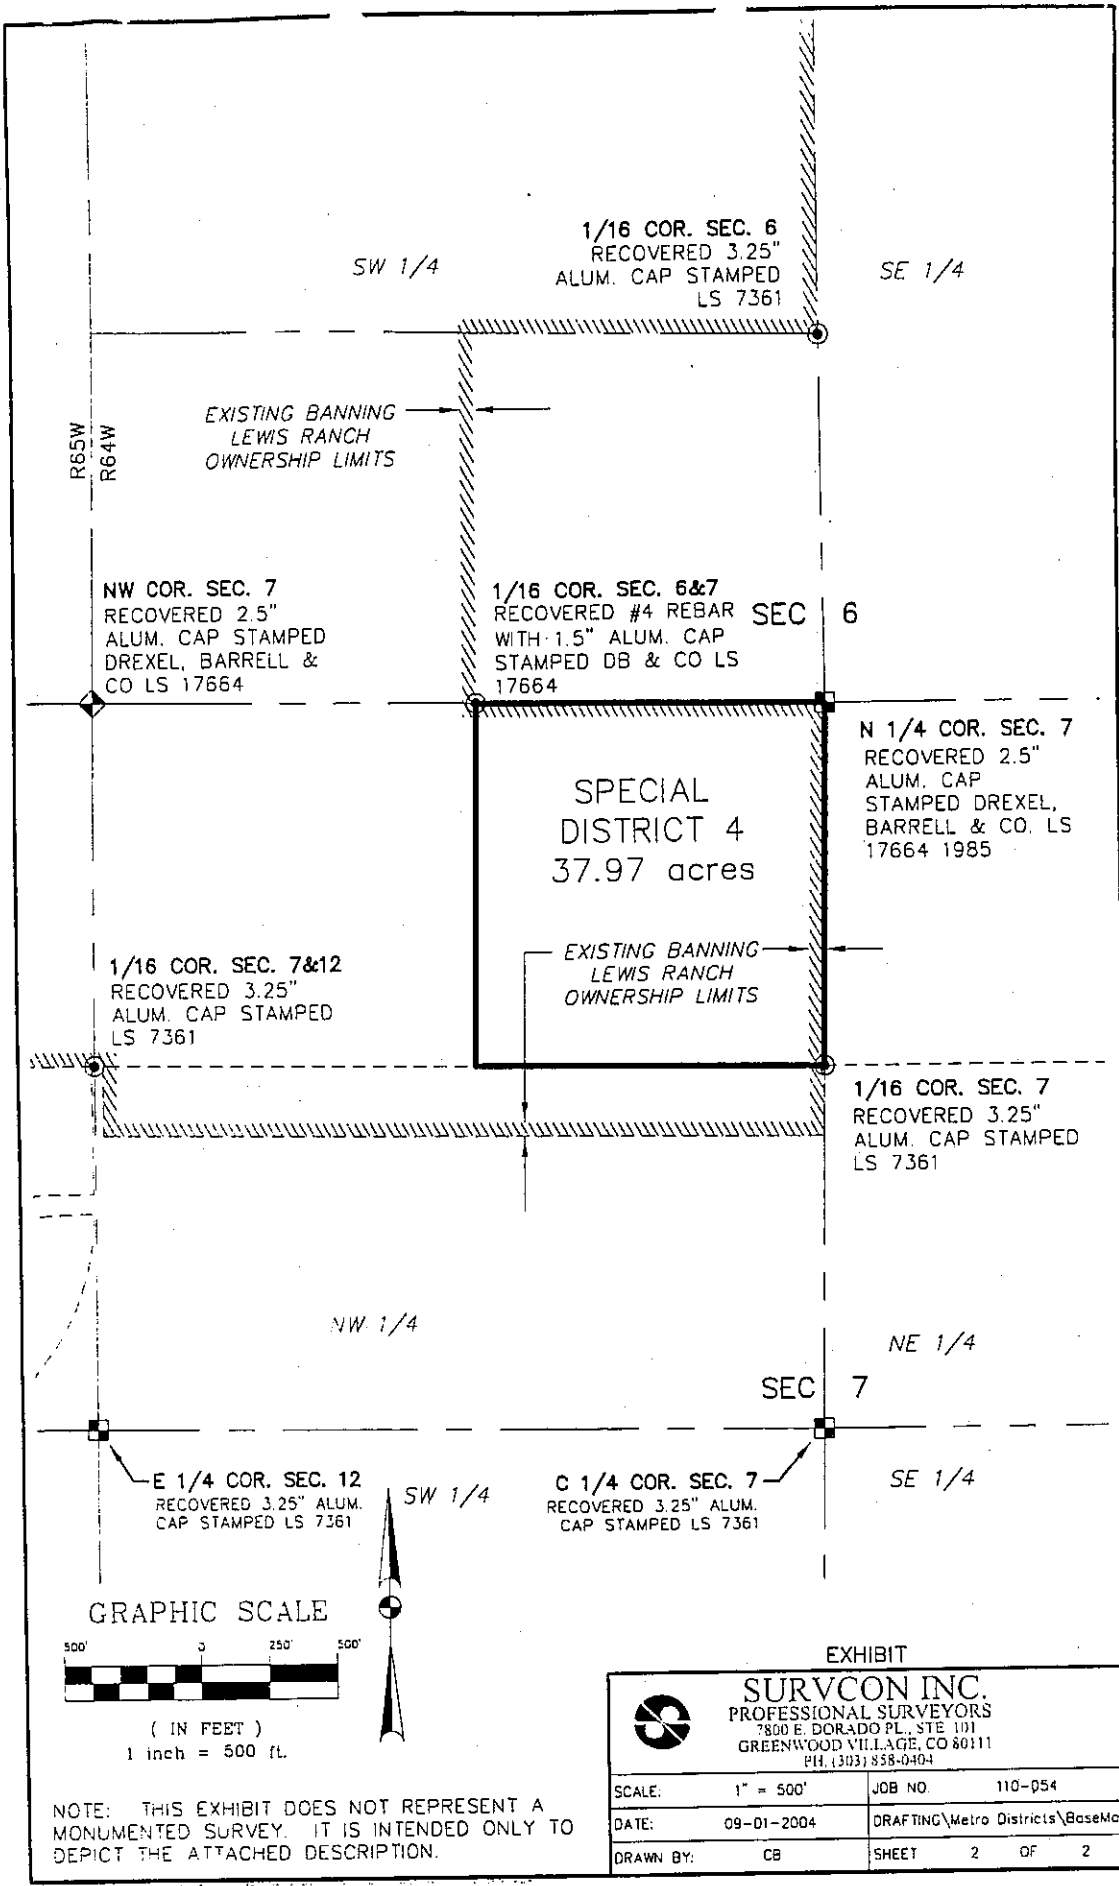 1/16 COR. SEC. 6
RECOVERED 3.25"
ALUM. CAP STAMPED
LS 7361
SW 1/4
SE 1/4
EXISTING BANNING
LEWIS RANCH
OWNERSHIP LIMITS
R65W
R64W
NW COR. SEC. 7
RECOVERED 2.5"
ALUM. CAP STAMPED
DREXEL, BARRELL &
CO LS 17664
1/16 COR. SEC. 6&7
RECOVERED #4 REBAR
WITH 1.5" ALUM. CAP
STAMPED DB & CO LS
17664
SEC 6
N 1/4 COR. SEC. 7
RECOVERED 2.5"
ALUM. CAP
STAMPED DREXEL,
BARRELL & CO. LS
17664 1985
SPECIAL
DISTRICT 4
37.97 acres
EXISTING BANNING
LEWIS RANCH
OWNERSHIP LIMITS
1/16 COR. SEC. 7&12
RECOVERED 3.25"
ALUM. CAP STAMPED
LS 7361
1/16 COR. SEC. 7
RECOVERED 3.25"
ALUM. CAP STAMPED
LS 7361
NW 1/4
NE 1/4
SEC 7
E 1/4 COR. SEC. 12
RECOVERED 3.25" ALUM.
CAP STAMPED LS 7361
SW 1/4
C 1/4 COR. SEC. 7
RECOVERED 3.25" ALUM.
CAP STAMPED LS 7361
SE 1/4
GRAPHIC SCALE
500' 0 250' 500'
( IN FEET )
1 inch = 500 ft.
NOTE: THIS EXHIBIT DOES NOT REPRESENT A
MONUMENTED SURVEY. IT IS INTENDED ONLY TO
DEPICT THE ATTACHED DESCRIPTION.
EXHIBIT
SURVCON INC.
PROFESSIONAL SURVEYORS
7800 E. DORADO PL., STE 101
GREENWOOD VILLAGE, CO 80111
PH. (303) 858-0404
SCALE: 1" = 500' JOB NO. 110-054
DATE: 09-01-2004 DRAFTING\Metro Districts\BaseMa
DRAWN BY: CB SHEET 2 OF 2